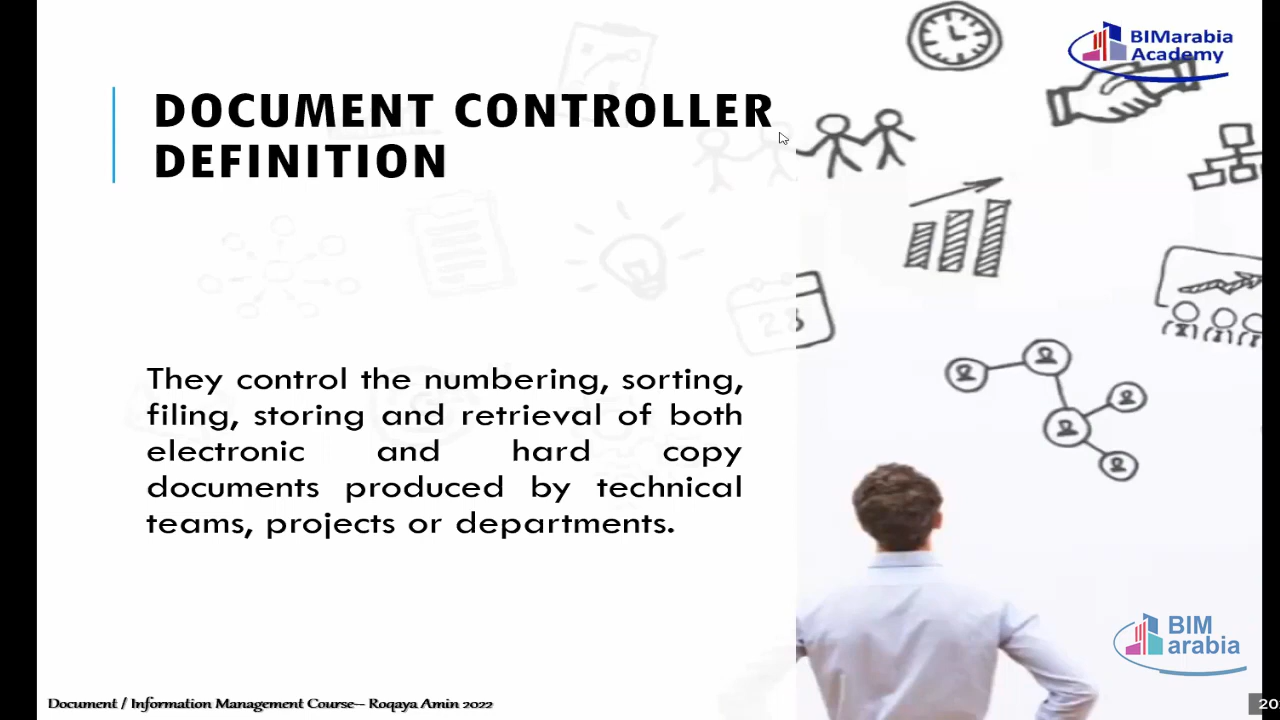 BIMarabia
Academy
DOCUMENT CONTROLLER
DEFINITION
28
They control the numbering, sorting,
filing, storing and retrieval of both
electronic and hard copy
documents produced by technical
teams, projects or departments.
BIM
arabia
Document / Information Management Course-- Roqaya Amin 2022
20